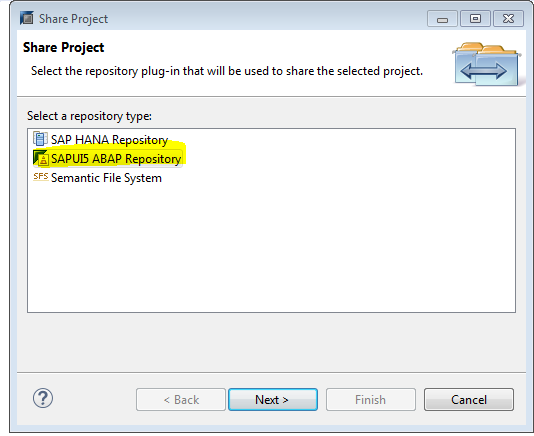 Share Project
Share Project
Select the repository plug-in that will be used to share the selected project.
Select a repository type:
SAP HANA Repository
SAPUI5 ABAP Repository
SFS Semantic File System
? < Back Next > Finish Cancel